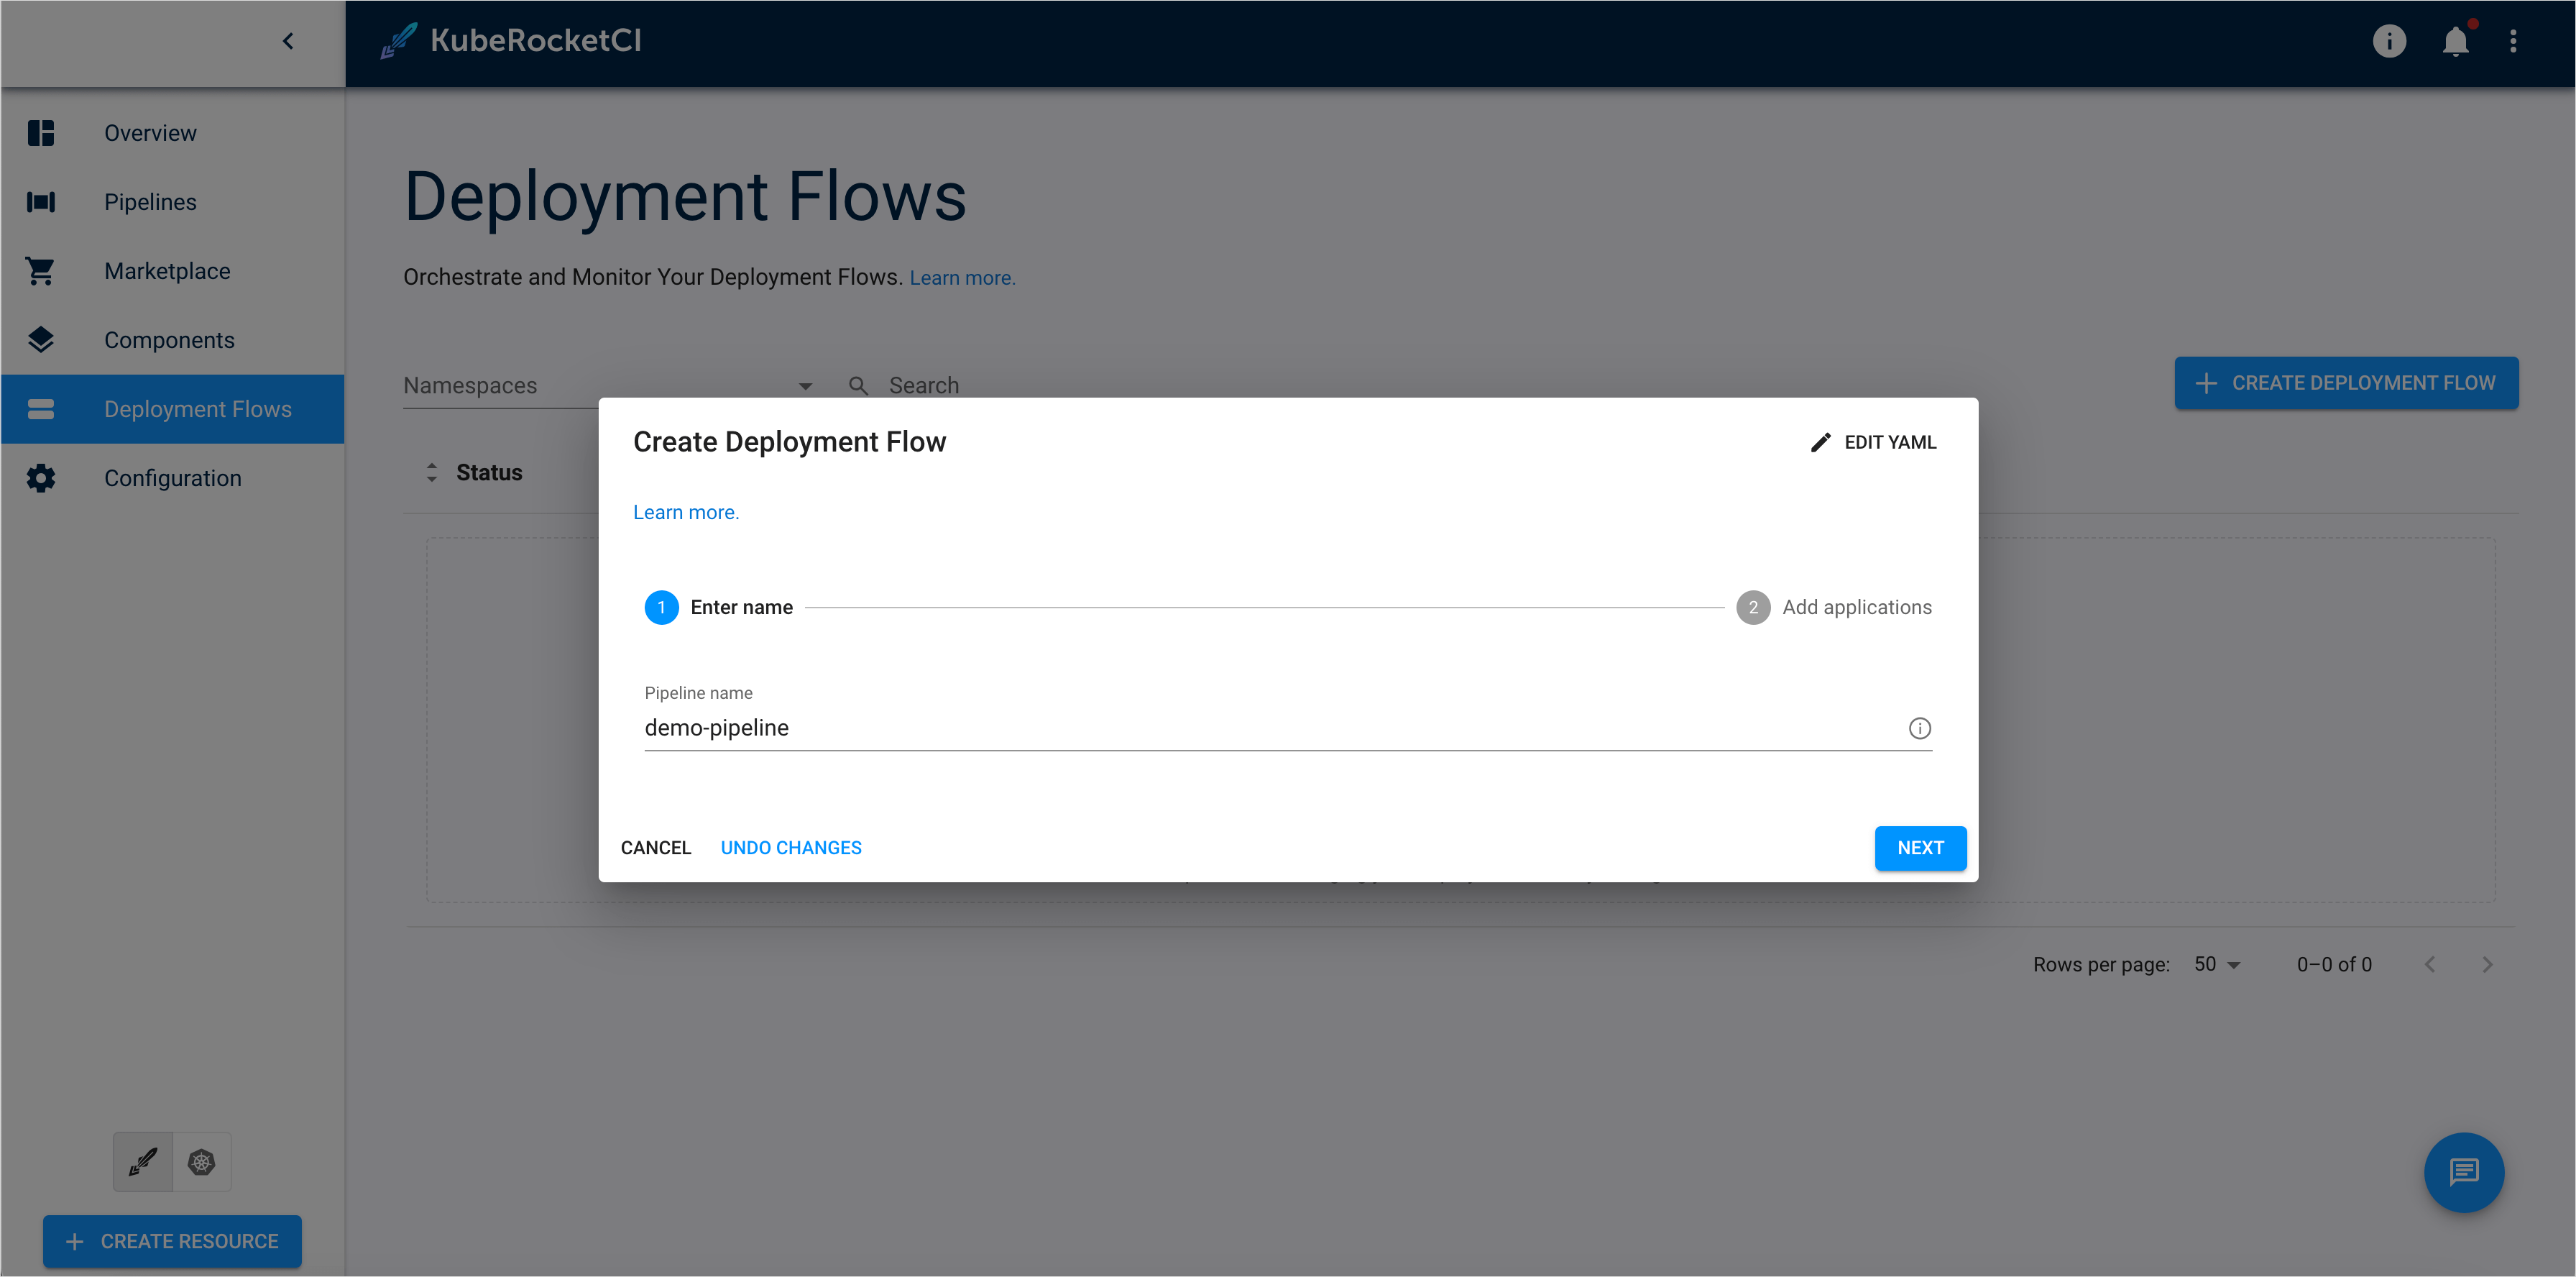 KubeRocketCI
Overview
Pipelines
Marketplace
Components
Deployment Flows
Configuration
CREATE RESOURCE
Deployment Flows
Orchestrate and Monitor Your Deployment Flows. Learn more.
Namespaces
Search
CREATE DEPLOYMENT FLOW
Status
Create Deployment Flow
EDIT YAML
Learn more.
1 Enter name
2 Add applications
Pipeline name
demo-pipeline
CANCEL
UNDO CHANGES
NEXT
Rows per page: 50
0–0 of 0